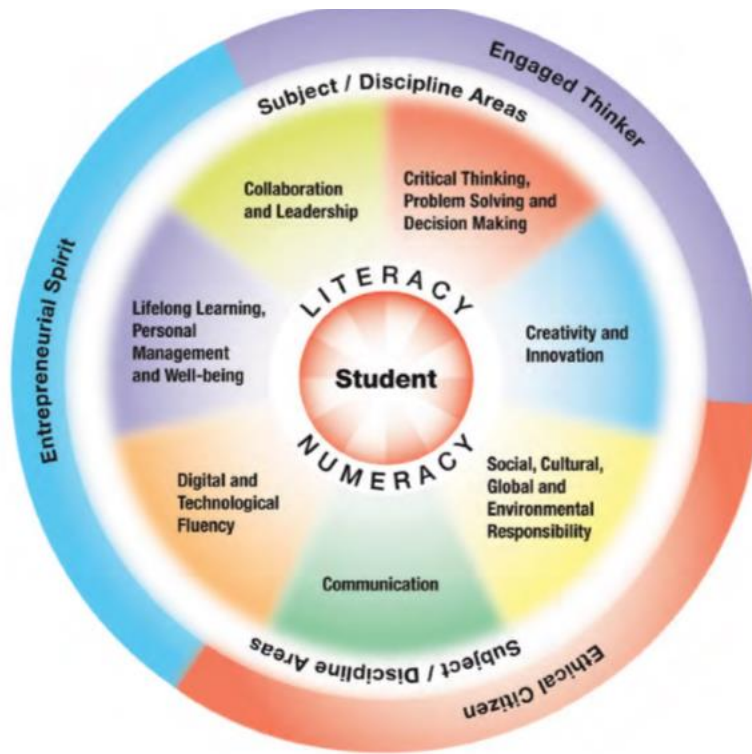 Engaged Thinker
Subject / Discipline Areas
Collaboration
and Leadership
Critical Thinking,
Problem Solving and
Decision Making
Entrepreneurial Spirit
Lifelong Learning,
Personal
Management
and Well-being
LITERACY
Student
NUMERACY
Creativity and
Innovation
Digital and
Technological
Fluency
Social, Cultural,
Global and
Environmental
Responsibility
Communication
Subject / Discipline Areas
Ethical Citizen